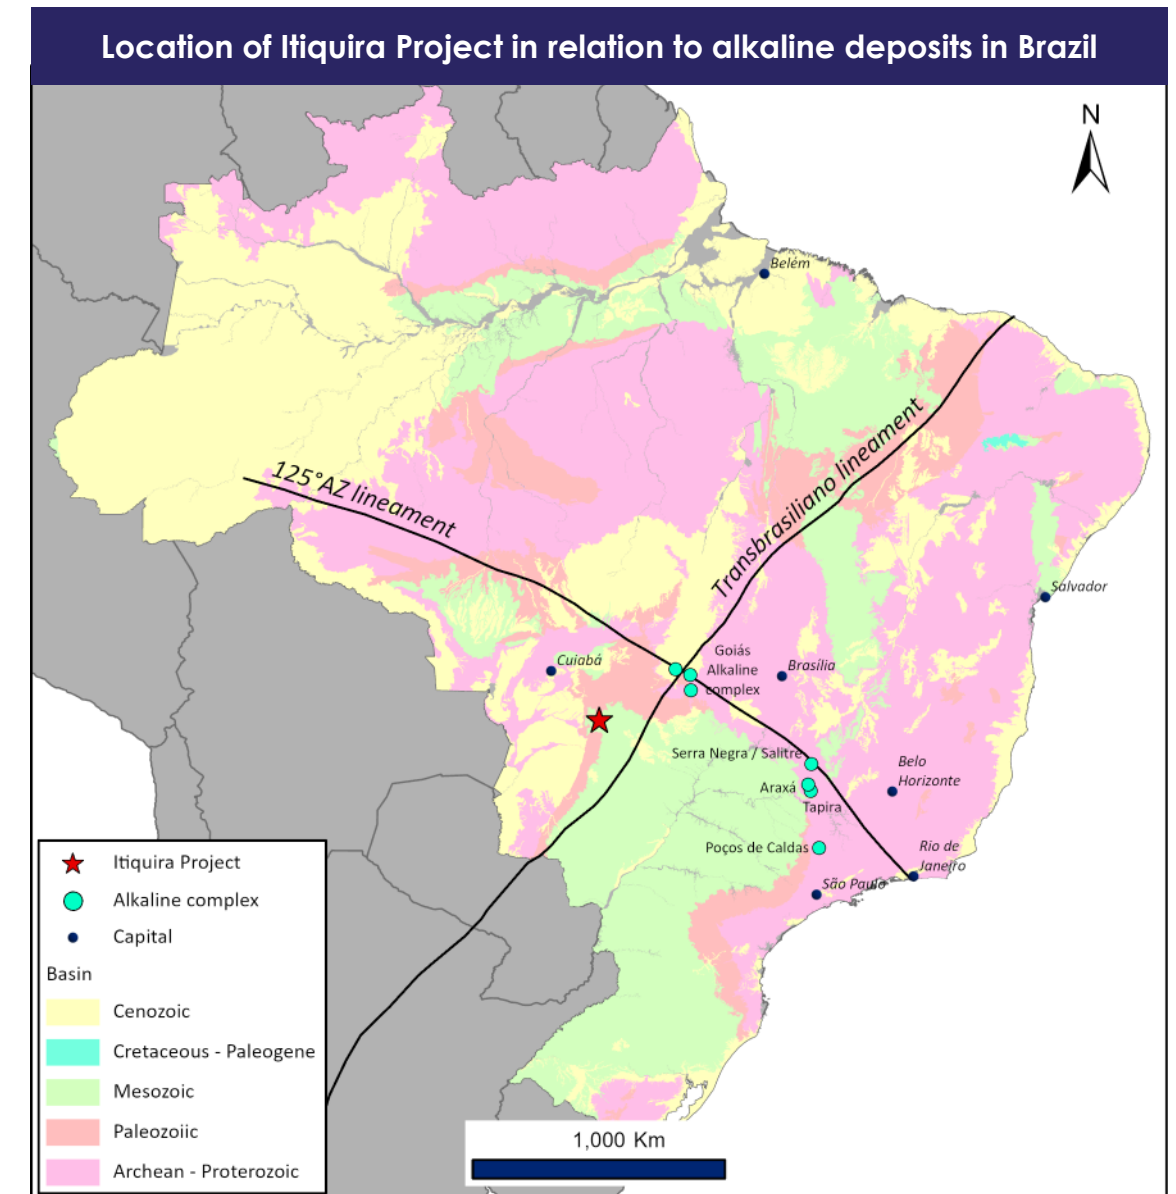 Location of Itiquira Project in relation to alkaline deposits in Brazil
N
Belém
Transbrasiliano lineament
125°AZ lineament
Salvador
Goiás
Alkaline
complex
Cuiabá
Brasília
Serra Negra / Salitre
Belo
Horizonte
Araxá
Tapira
Poços de Caldas
Rio de
Janeiro
São Paulo
Itiquira Project
Alkaline complex
Capital
Basin
Cenozoic
Cretaceous - Paleogene
Mesozoic
Paleozoiic
Archean - Proterozoic
1,000 Km